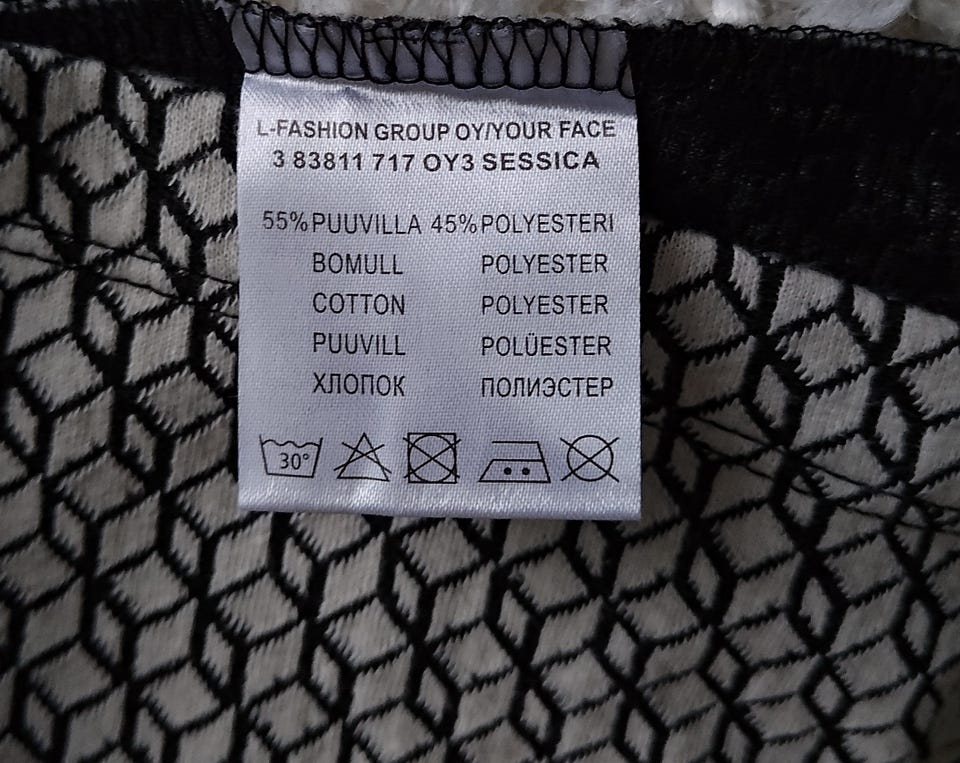 L-FASHION GROUP OY/YOUR FACE
3 83811 717 OY3 SESSICA
55% PUUVILLA 45% POLYESTERI
BOMULL POLYESTER
COTTON POLYESTER
PUUVILL POLÜESTER
ХЛОПОК ПОЛИЭСТЕР
30°